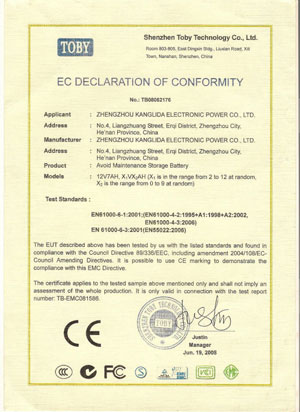 TOBY
Shenzhen Toby Technology Co., Ltd.
Room 803-805, East Dingxin Bldg., Liuxian Road, Xili
Town, Nanshan, Shenzhen, China
EC DECLARATION OF CONFORMITY
No.: TB08062176
Applicant : ZHENGZHOU KANGLIDA ELECTRONIC POWER CO., LTD.
Address : No.4, Liangzhuang Street, Erqi District, Zhengzhou City,
He'nan Province, China
Manufacturer : ZHENGZHOU KANGLIDA ELECTRONIC POWER CO., LTD.
Address : No.4, Liangzhuang Street, Erqi District, Zhengzhou City,
He'nan Province, China
Product : Avoid Maintenance Storage Battery
Models : 12V7AH, X₁VX₂AH (X₁ is in the range from 2 to 12 at random,
X₂ is the range from 0 to 9 at random)
Test Standards :
EN61000-6-1:2001;(EN61000-4-2:1995+A1:1998+A2:2002,
EN61000-4-3:2006)
EN 61000-6-3:2001(EN55022:2006)
The EUT described above has been tested by us with the listed standards and found in
compliance with the Council Directive 89/336/EEC, including amendment 2004/108/EC-
Council Amending Directives. It is possible to use CE marking to demonstrate the
compliance with this EMC Directive.
The certificate applies to the tested sample above mentioned only and shall not imply an
assessment of the whole production. It is only valid in connection with the test report
number: TB-EMC081586.
CE
TOBY
Justin
Manager
Jun. 19, 2008